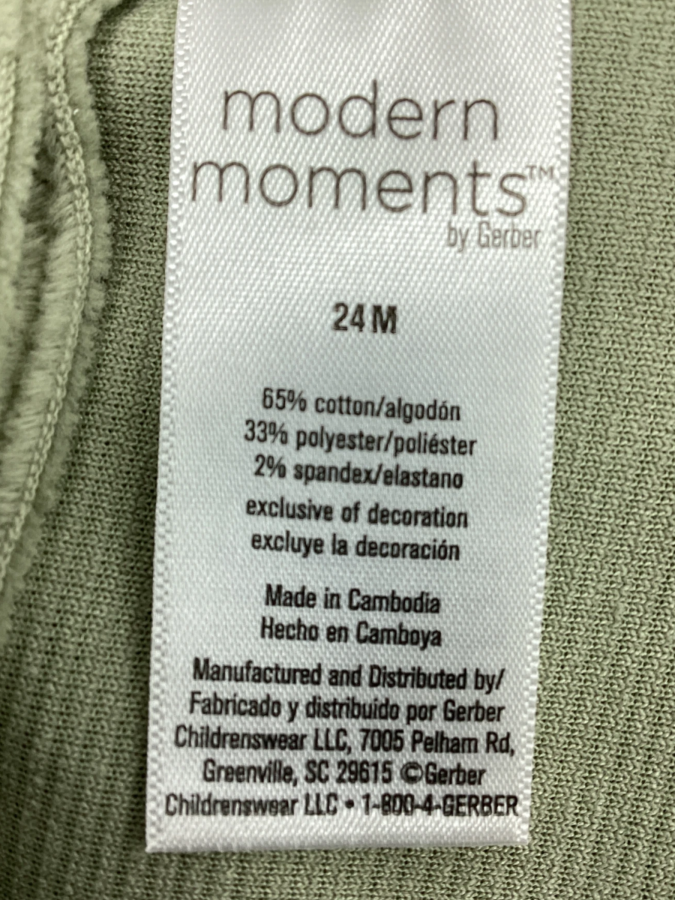 modern
moments™
by Gerber
24 M
65% cotton/algodón
33% polyester/poliéster
2% spandex/elastano
exclusive of decoration
excluye la decoración
Made in Cambodia
Hecho en Camboya
Manufactured and Distributed by/
Fabricado y distribuido por Gerber
Childrenswear LLC, 7005 Pelham Rd,
Greenville, SC 29615 ©Gerber
Childrenswear LLC • 1-800-4-GERBER